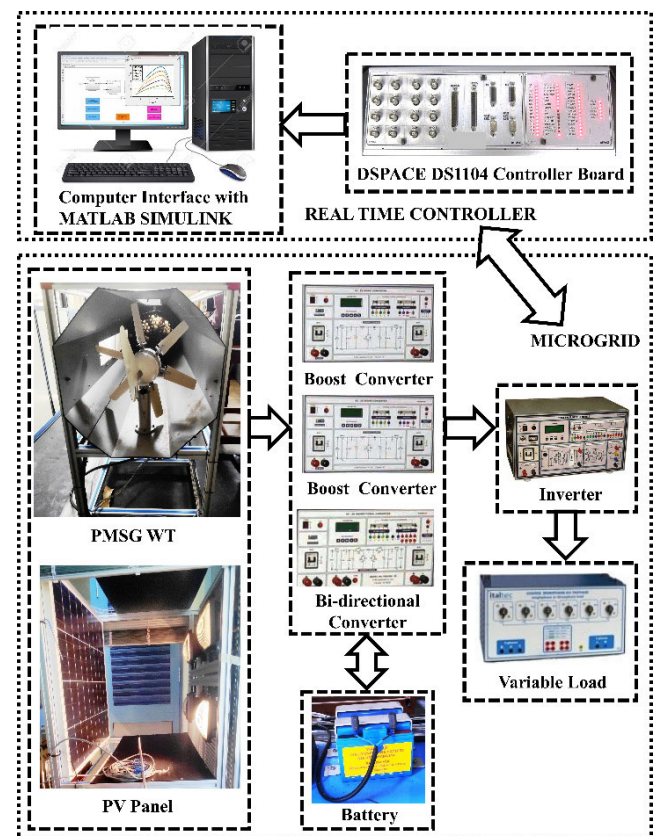 Computer Interface with
MATLAB SIMULINK
DSPACE DS1104 Controller Board
REAL TIME CONTROLLER
MICROGRID
Boost Converter
Boost Converter
Bi-directional
Converter
PMSG WT
Inverter
italtec
Variable Load
PV Panel
Battery